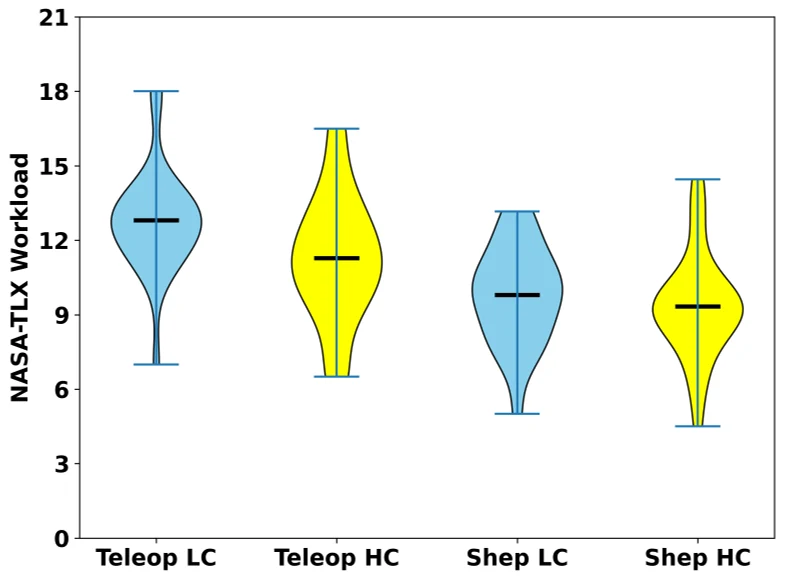 21
18
15
12
9
6
3
0
NASA-TLX Workload
Teleop LC
Teleop HC
Shep LC
Shep HC